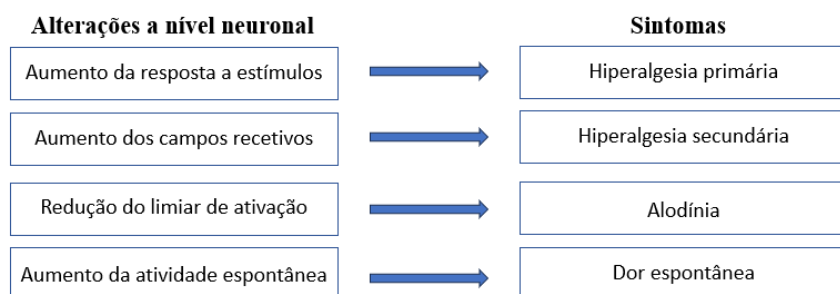 Alterações a nível neuronal Sintomas
Aumento da resposta a estímulos Hiperalgesia primária
Aumento dos campos recetivos Hiperalgesia secundária
Redução do limiar de ativação Alodínia
Aumento da atividade espontânea Dor espontânea